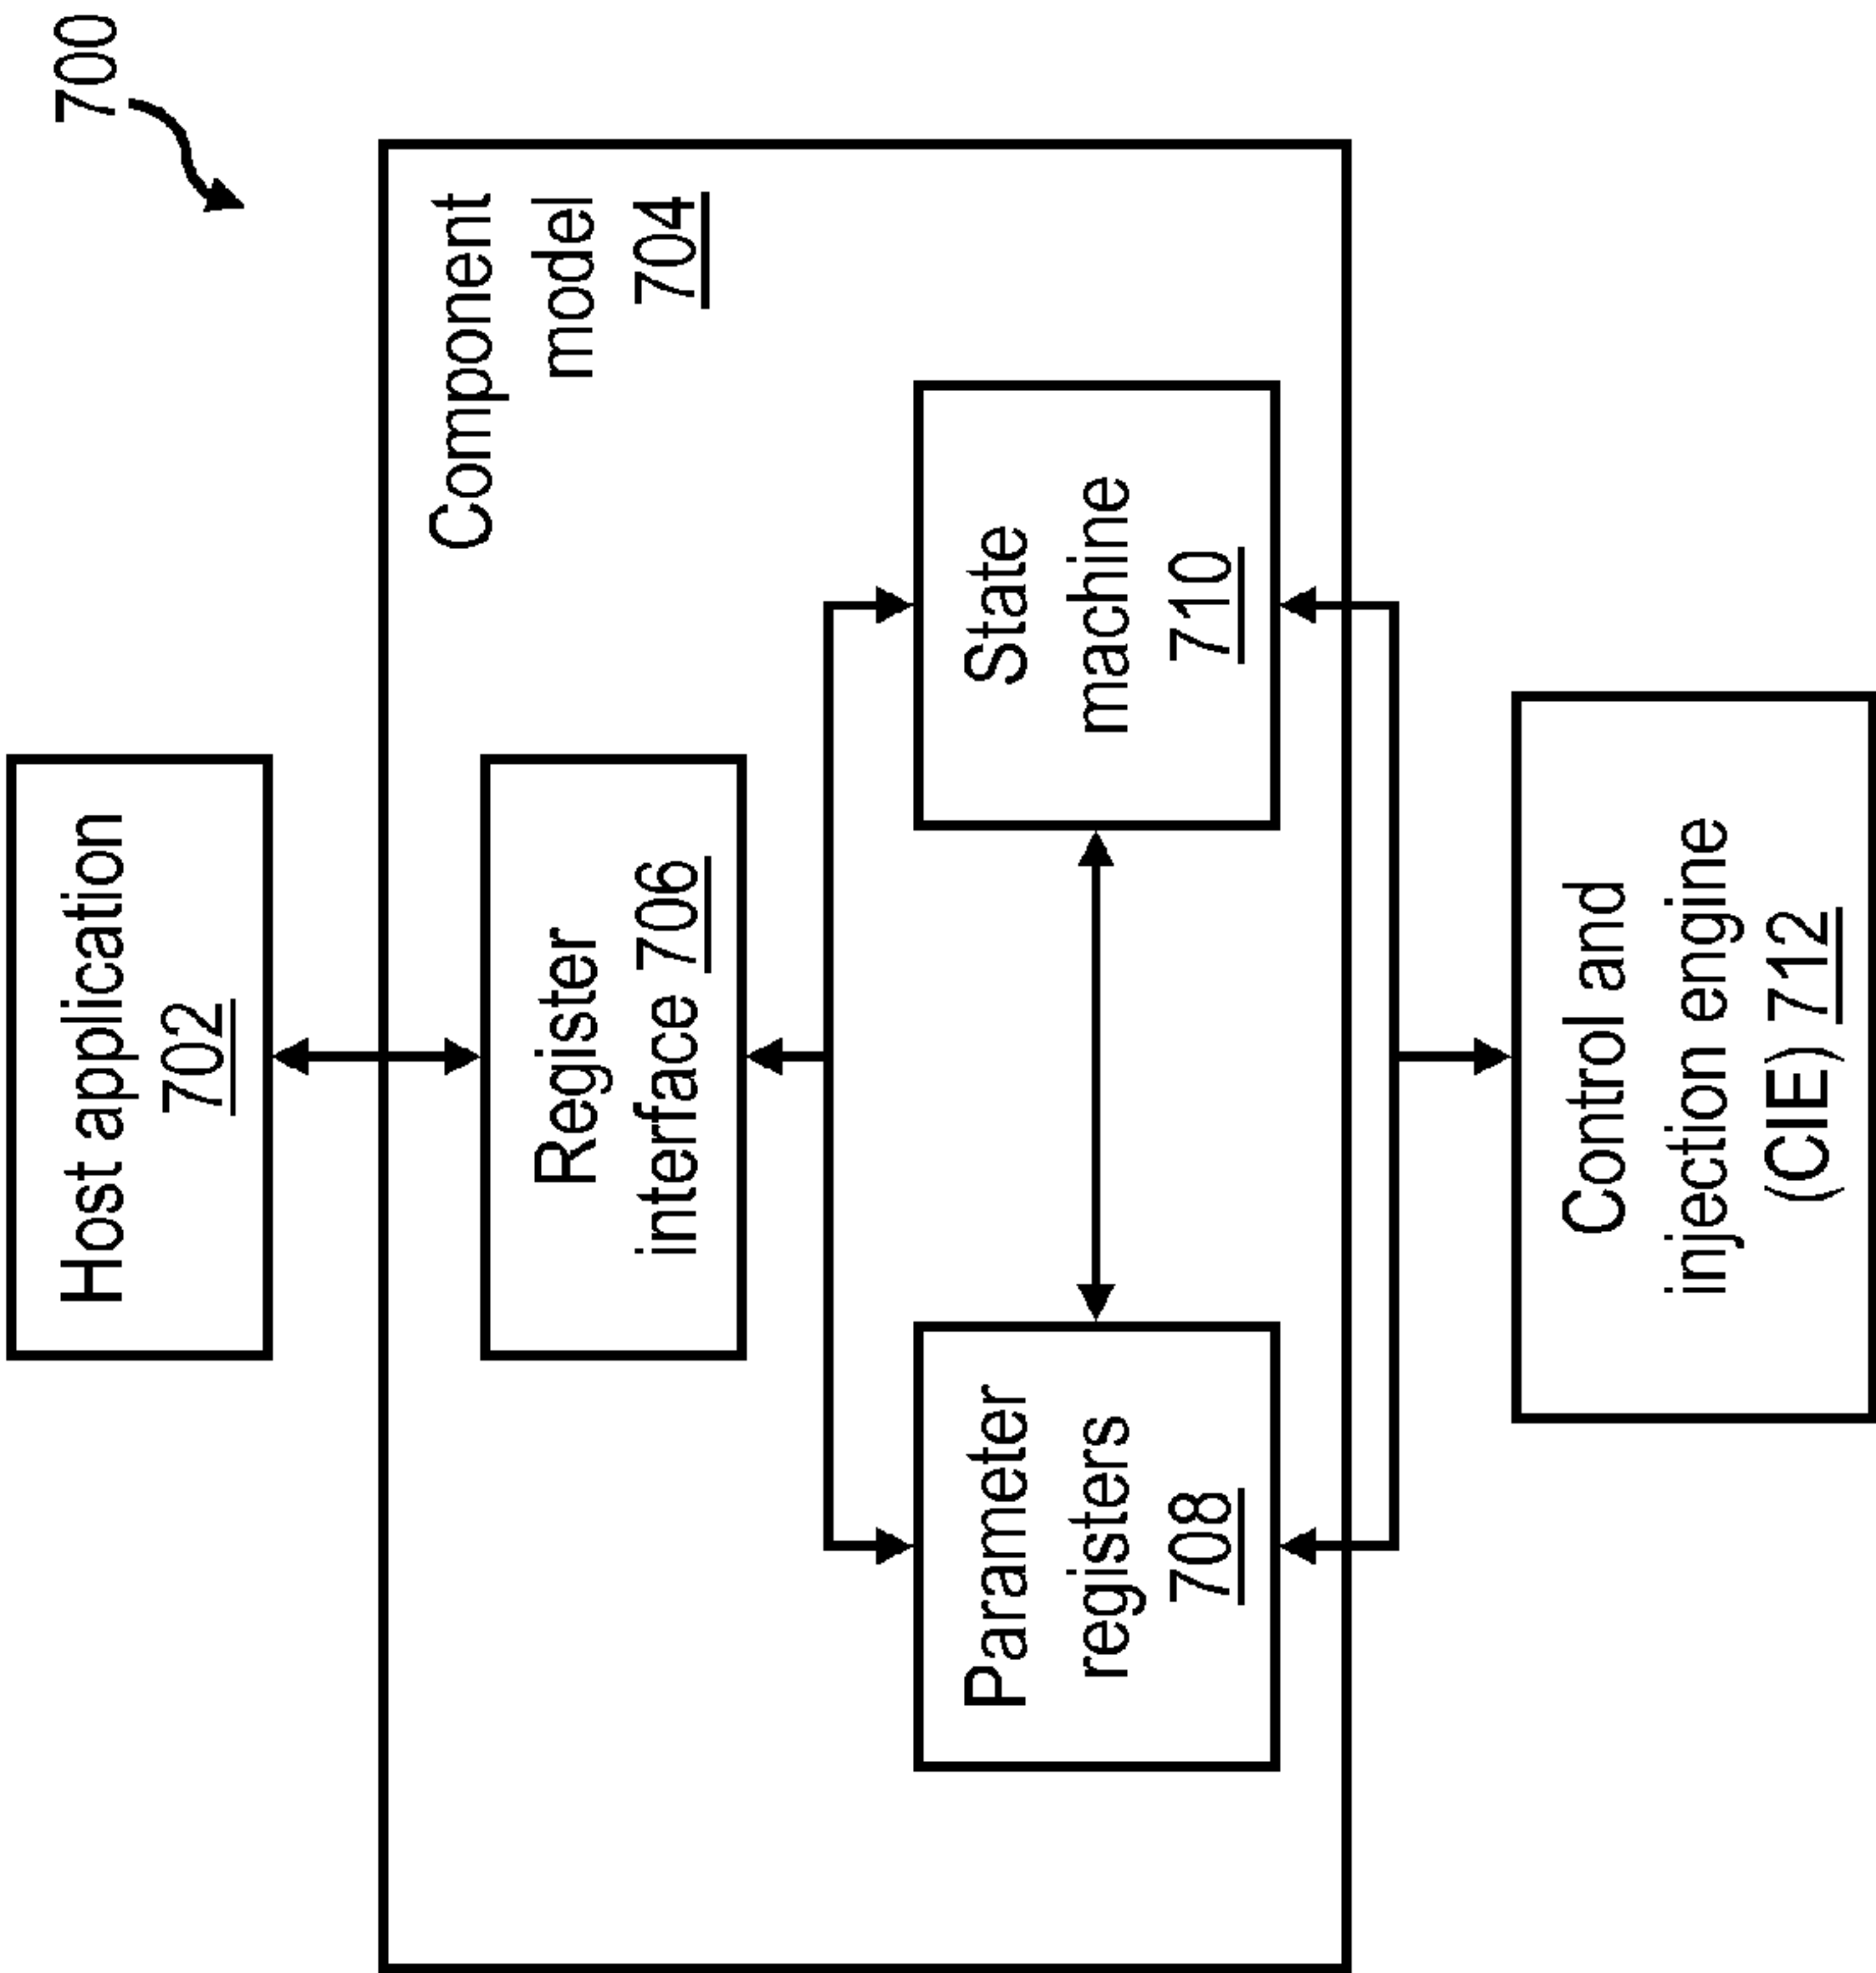 700
Host application
702
Component
model
704
Register
interface 706
Parameter
registers
708
State
machine
710
Control and
injection engine
(CIE) 712